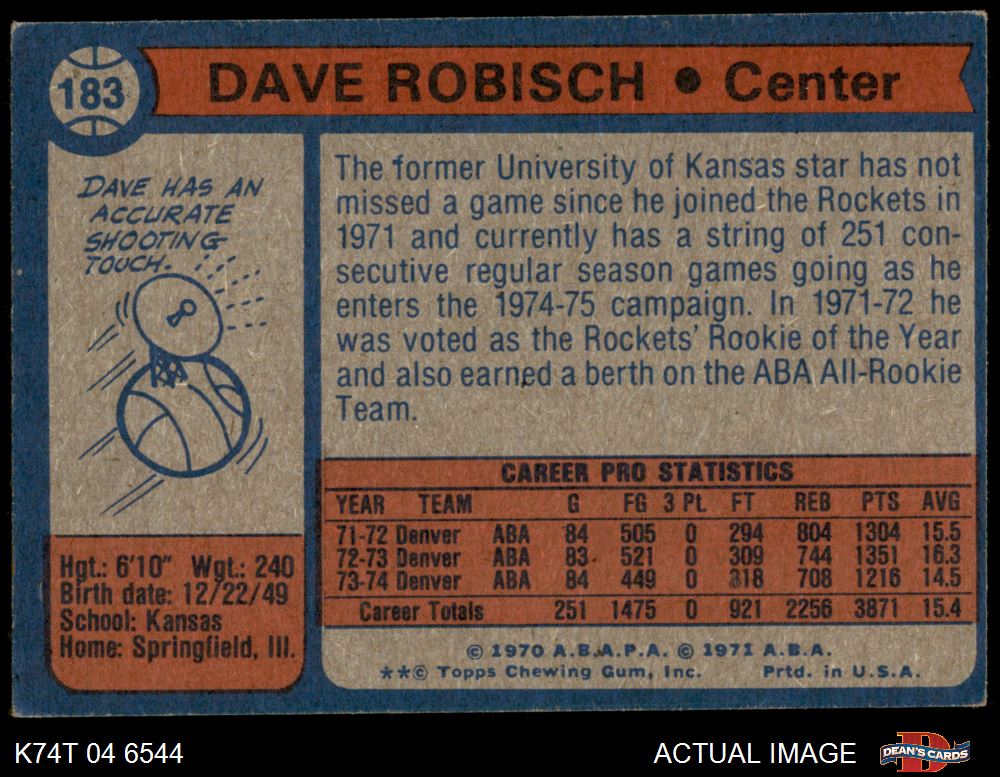 183
DAVE ROBISCH • Center
DAVE HAS AN
ACCURATE
SHOOTING
TOUCH.
The former University of Kansas star has not
missed a game since he joined the Rockets in
1971 and currently has a string of 251 con-
secutive regular season games going as he
enters the 1974-75 campaign. In 1971-72 he
was voted as the Rockets' Rookie of the Year
and also earned a berth on the ABA All-Rookie
Team.
Hgt.: 6'10" Wgt.: 240
Birth date: 12/22/49
School: Kansas
Home: Springfield, Ill.
CAREER PRO STATISTICS
YEAR TEAM G FG 3 Pt. FT REB PTS AVG
71-72 Denver ABA 84 505 0 294 804 1304 15.5
72-73 Denver ABA 83 521 0 309 744 1351 16.3
73-74 Denver ABA 84 449 0 318 708 1216 14.5
Career Totals 251 1475 0 921 2256 3871 15.4
© 1970 A.B.A.P.A. © 1971 A.B.A.
**© Topps Chewing Gum, Inc. Prtd. in U.S.A.
K74T 04 6544
ACTUAL IMAGE
D
DEAN'S CARDS